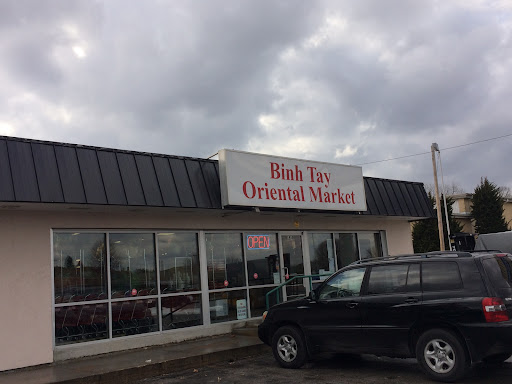 Binh Tay
Oriental Market
OPEN